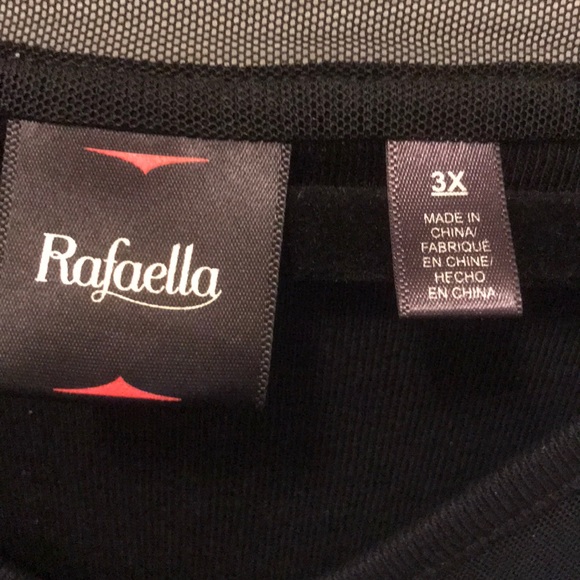 Rafaella
3X
MADE IN
CHINA/
FABRIQUÉ
EN CHINE/
HECHO
EN CHINA